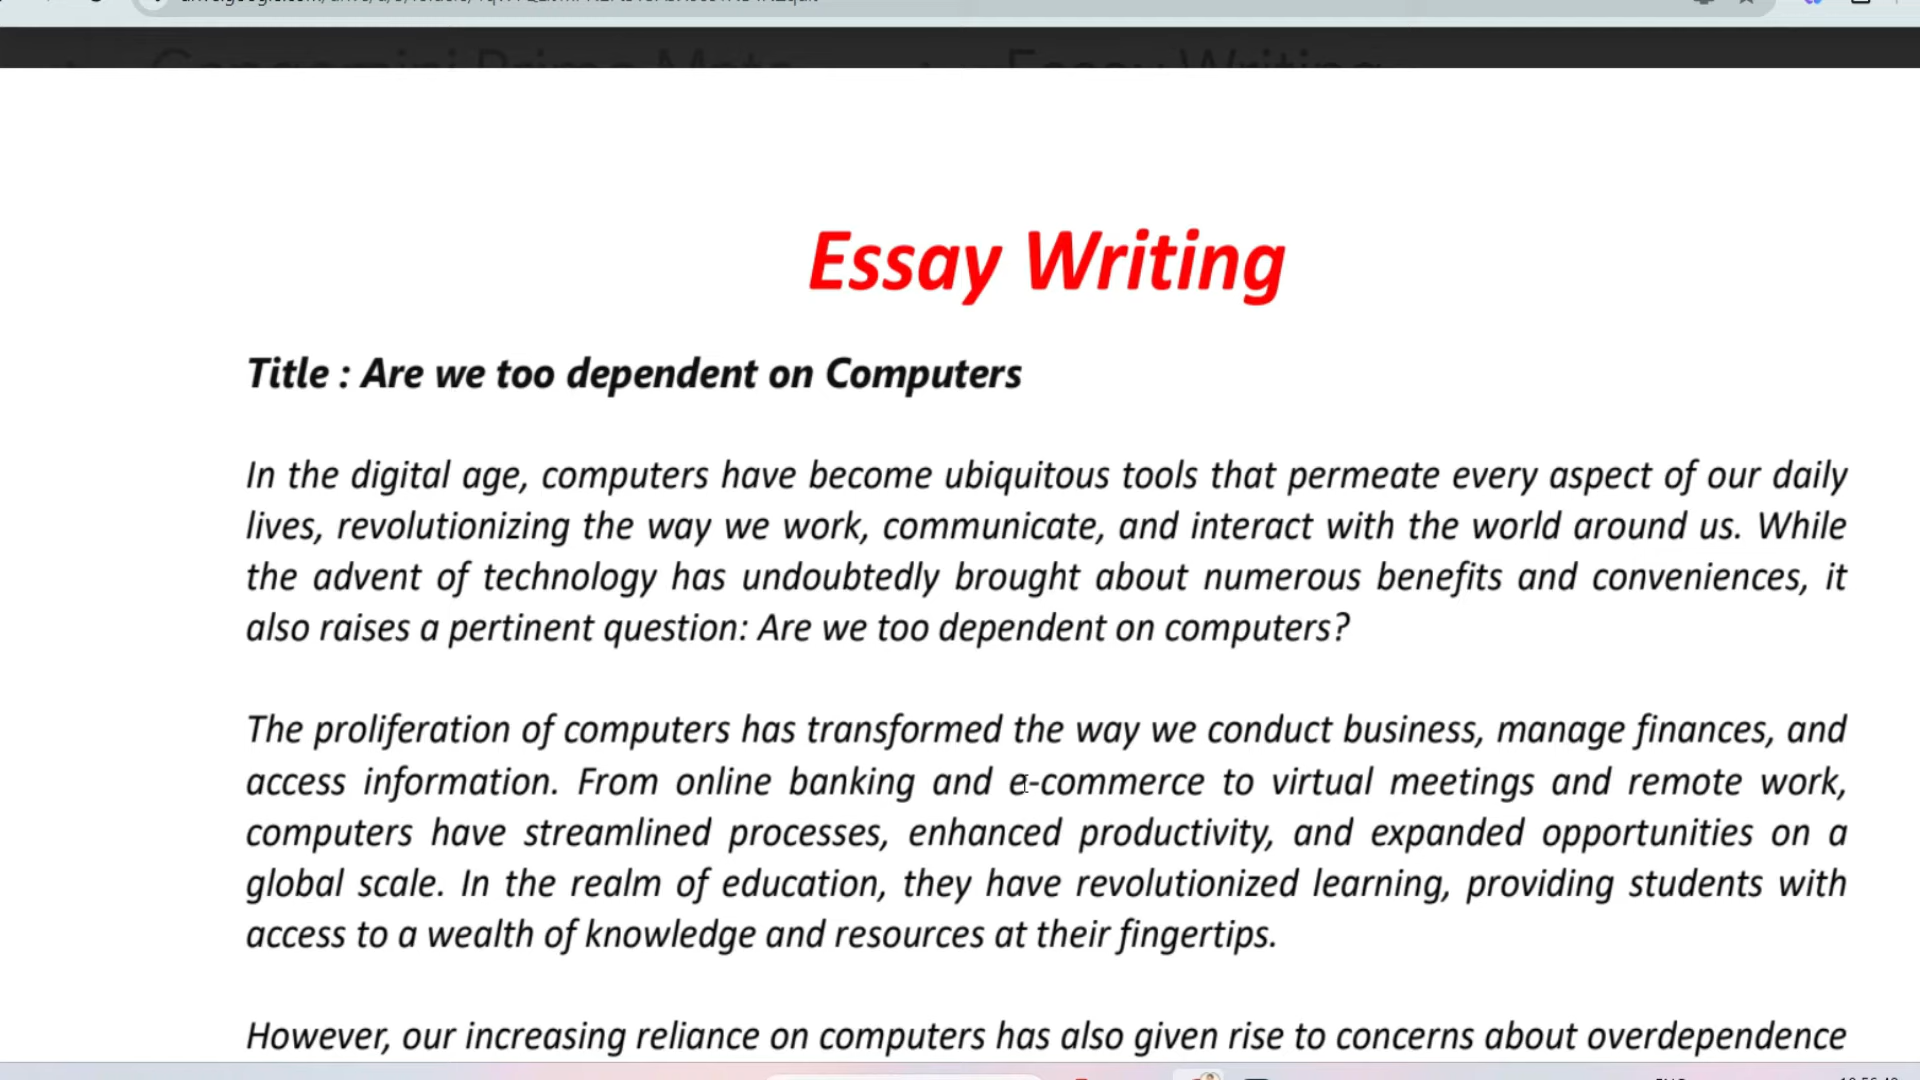 Essay Writing
Title : Are we too dependent on Computers
In the digital age, computers have become ubiquitous tools that permeate every aspect of our daily
lives, revolutionizing the way we work, communicate, and interact with the world around us. While
the advent of technology has undoubtedly brought about numerous benefits and conveniences, it
also raises a pertinent question: Are we too dependent on computers?
The proliferation of computers has transformed the way we conduct business, manage finances, and
access information. From online banking and e-commerce to virtual meetings and remote work,
computers have streamlined processes, enhanced productivity, and expanded opportunities on a
global scale. In the realm of education, they have revolutionized learning, providing students with
access to a wealth of knowledge and resources at their fingertips.
However, our increasing reliance on computers has also given rise to concerns about overdependence